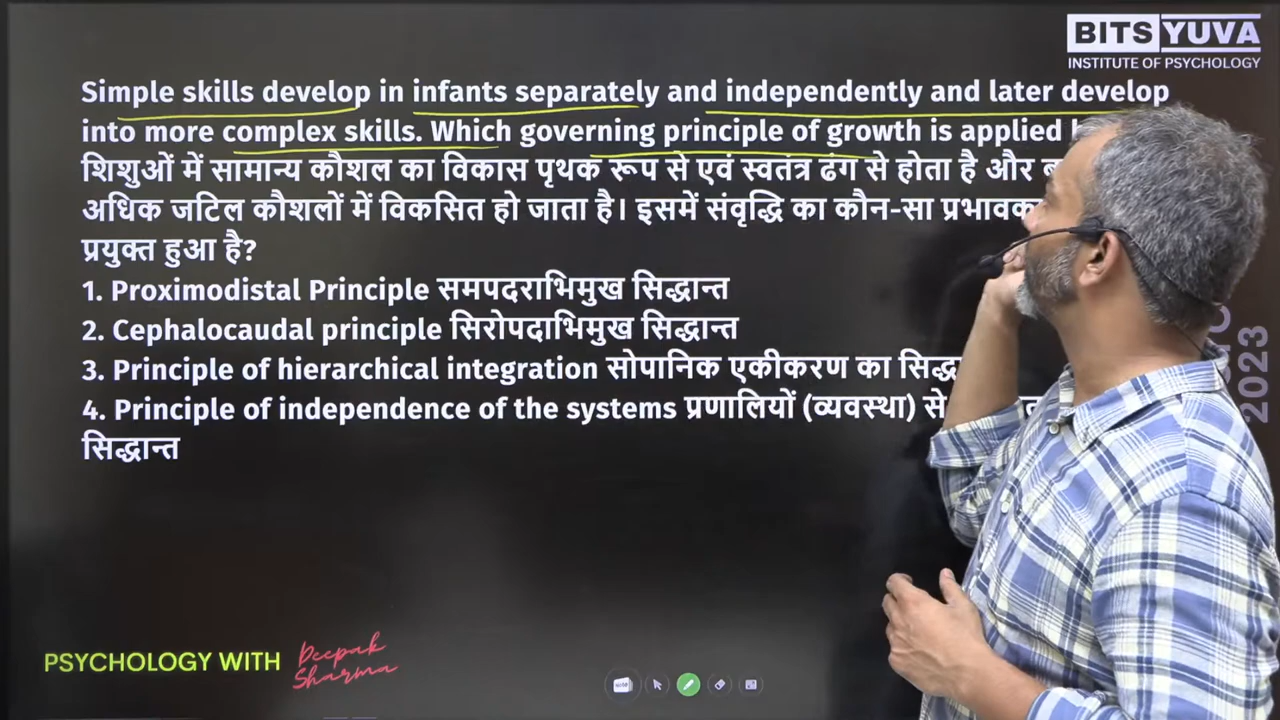 BITS YUVA
INSTITUTE OF PSYCHOLOGY
Simple skills develop in infants separately and independently and later develop
into more complex skills. Which governing principle of growth is applied
शिशुओं में सामान्य कौशल का विकास पृथक रूप से एवं स्वतंत्र ढंग से होता है और
अधिक जटिल कौशलों में विकसित हो जाता है। इसमें संवृद्धि का कौन-सा
प्रयुक्त हुआ है?
1. Proximodistal Principle समपदराभिमुख सिद्धान्त
2. Cephalocaudal principle सिरोपदाभिमुख सिद्धान्त
3. Principle of hierarchical integration सोपानिक एकीकरण का
4. Principle of independence of the systems प्रणालियों (व्यवस्था) से
सिद्धान्त
2023
PSYCHOLOGY WITH Deepak
Sharma